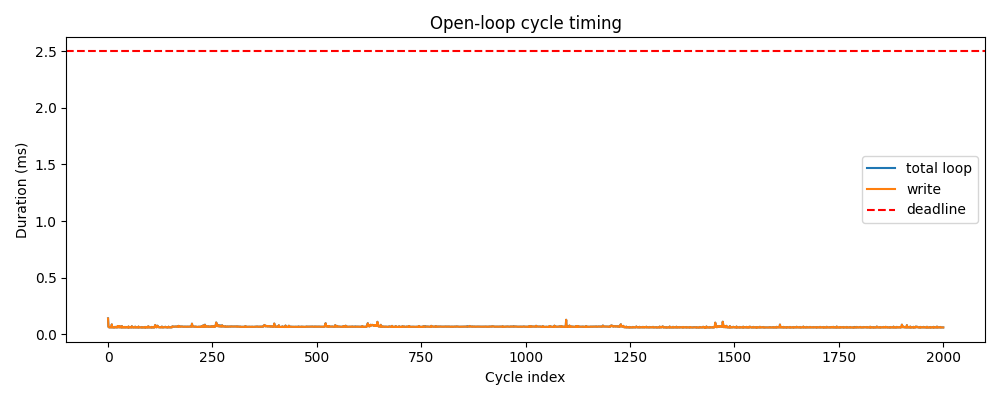 Open-loop cycle timing
2.5
2.0
1.5
1.0
0.5
0.0
Duration (ms)
total loop
write
deadline
0 250 500 750 1000 1250 1500 1750 2000
Cycle index